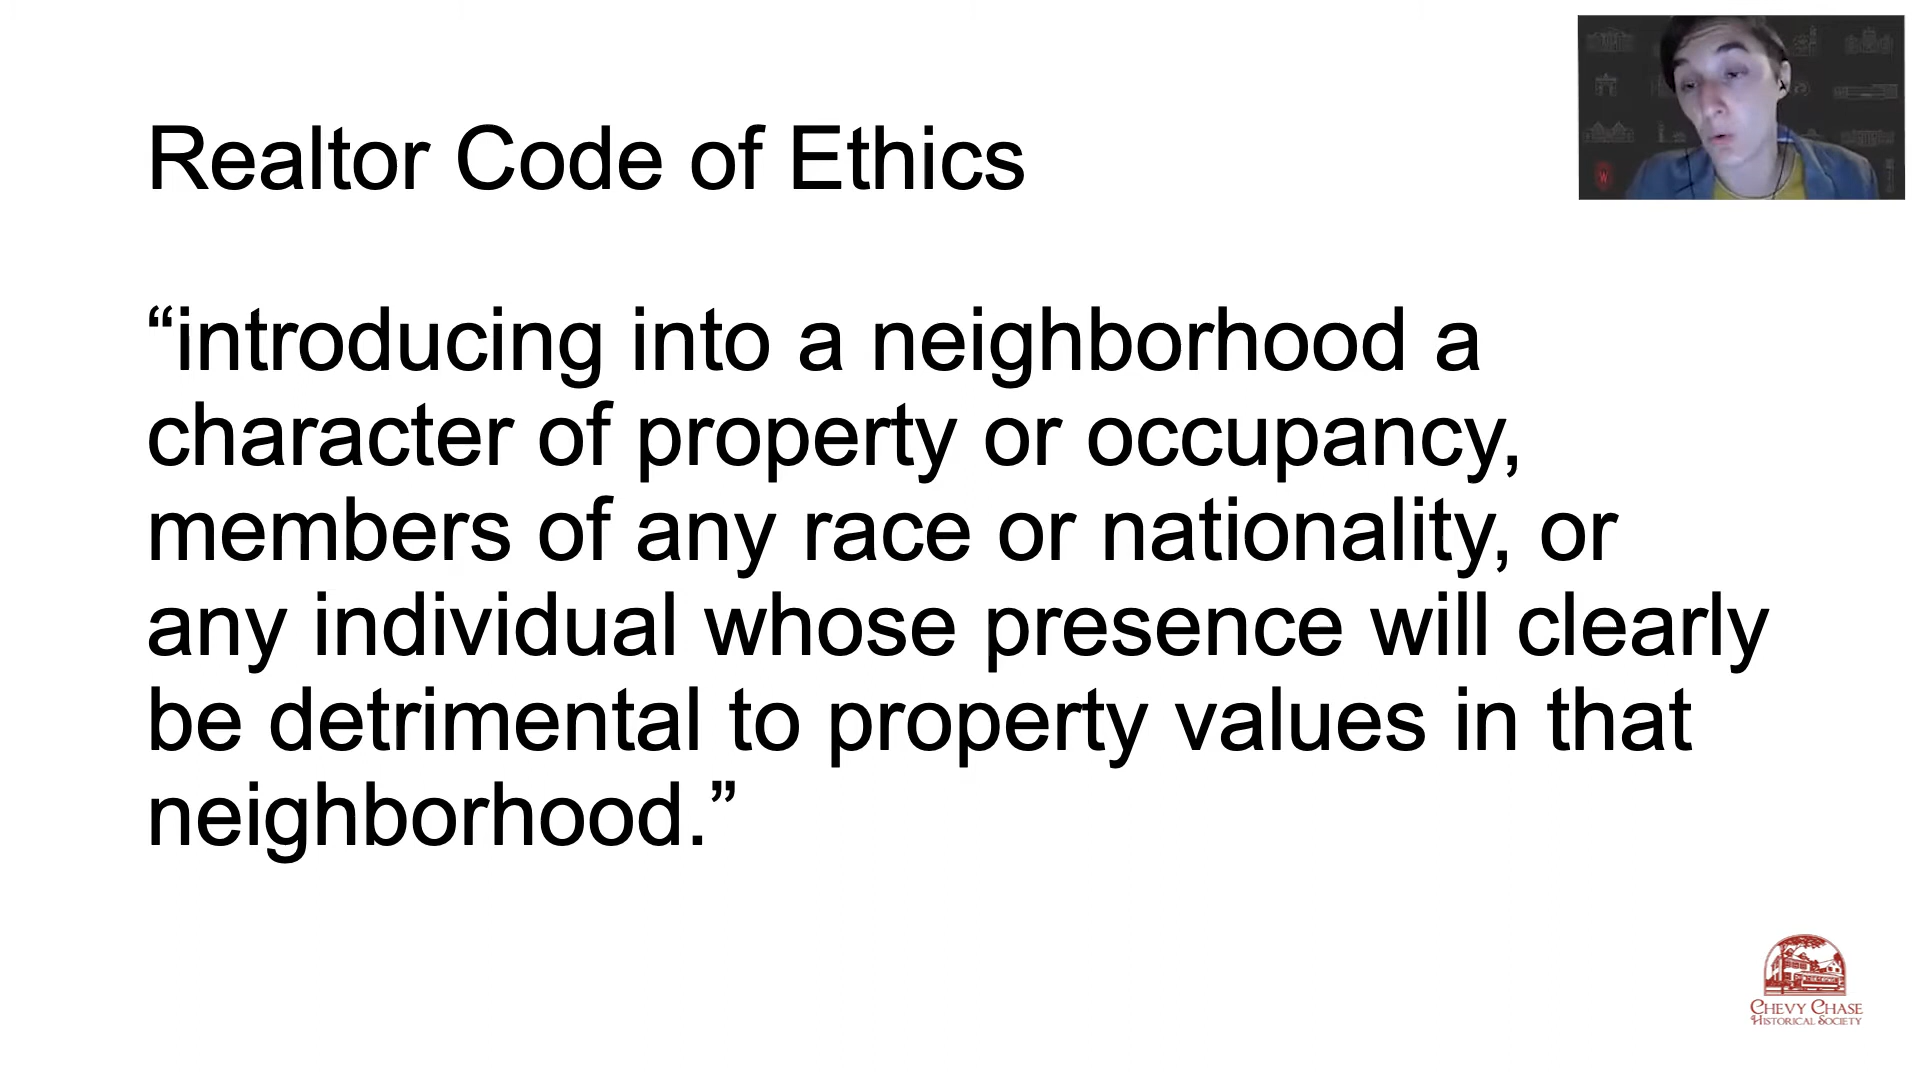 Realtor Code of Ethics
“introducing into a neighborhood a
character of property or occupancy,
members of any race or nationality, or
any individual whose presence will clearly
be detrimental to property values in that
neighborhood.”
W
CHEVY CHASE
HISTORICAL SOCIETY